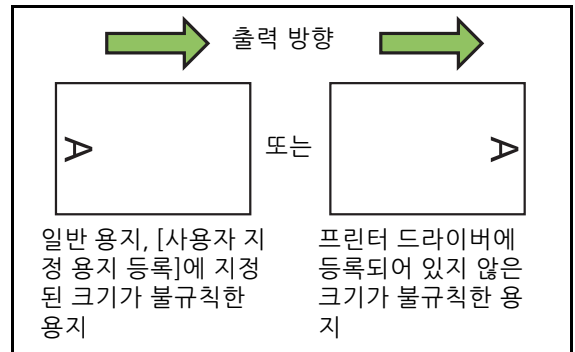 출력 방향
A
또는
A
일반 용지, [사용자 지
정 용지 등록]에 지정
된 크기가 불규칙한
용지
프린터 드라이버에
등록되어 있지 않은
크기가 불규칙한 용
지